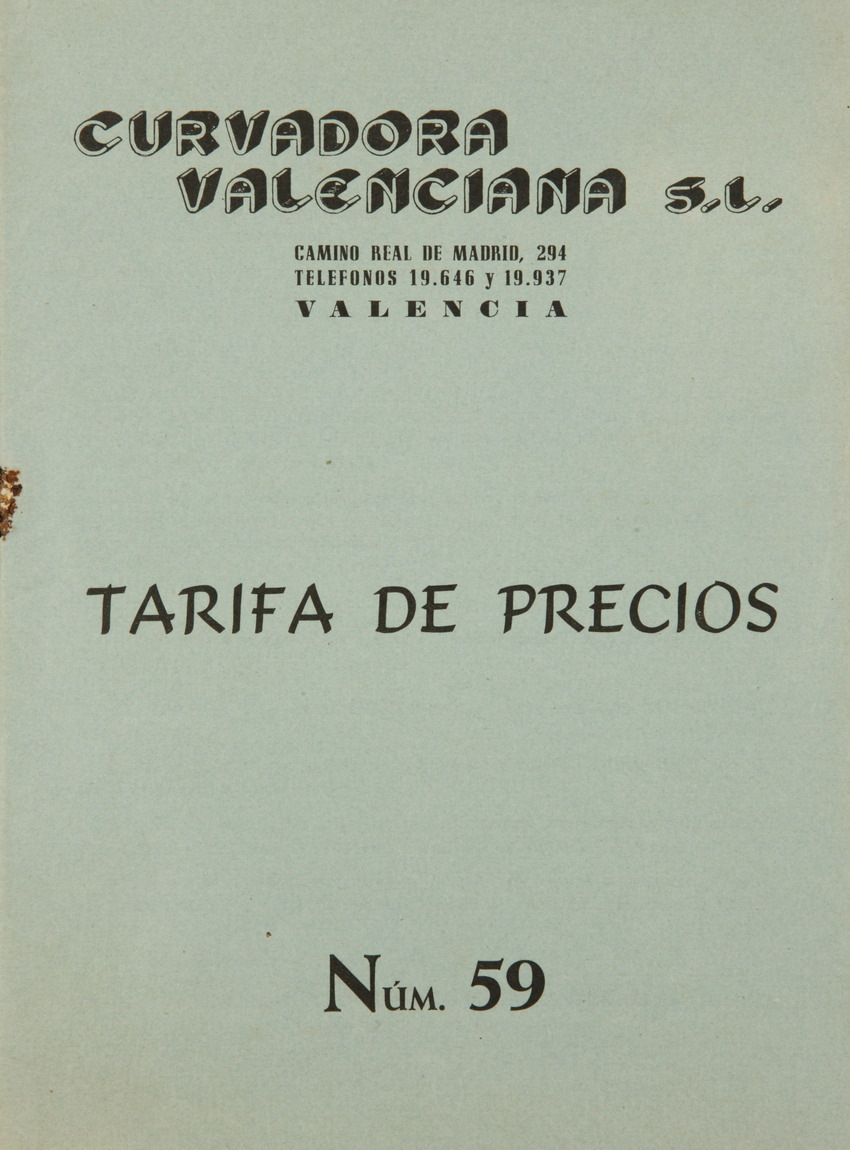 CURVADORA
VALENCIANA S.L.
CAMINO REAL DE MADRID, 294
TELEFONOS 19.646 y 19.937
VALENCIA
TARIFA DE PRECIOS
NÚM. 59